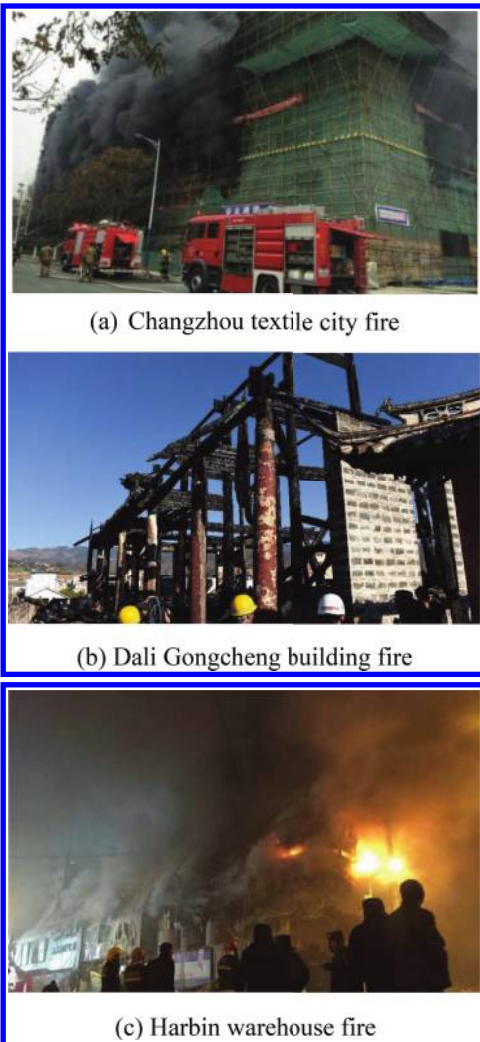 (a) Changzhou textile city fire
(b) Dali Gongcheng building fire
(c) Harbin warehouse fire